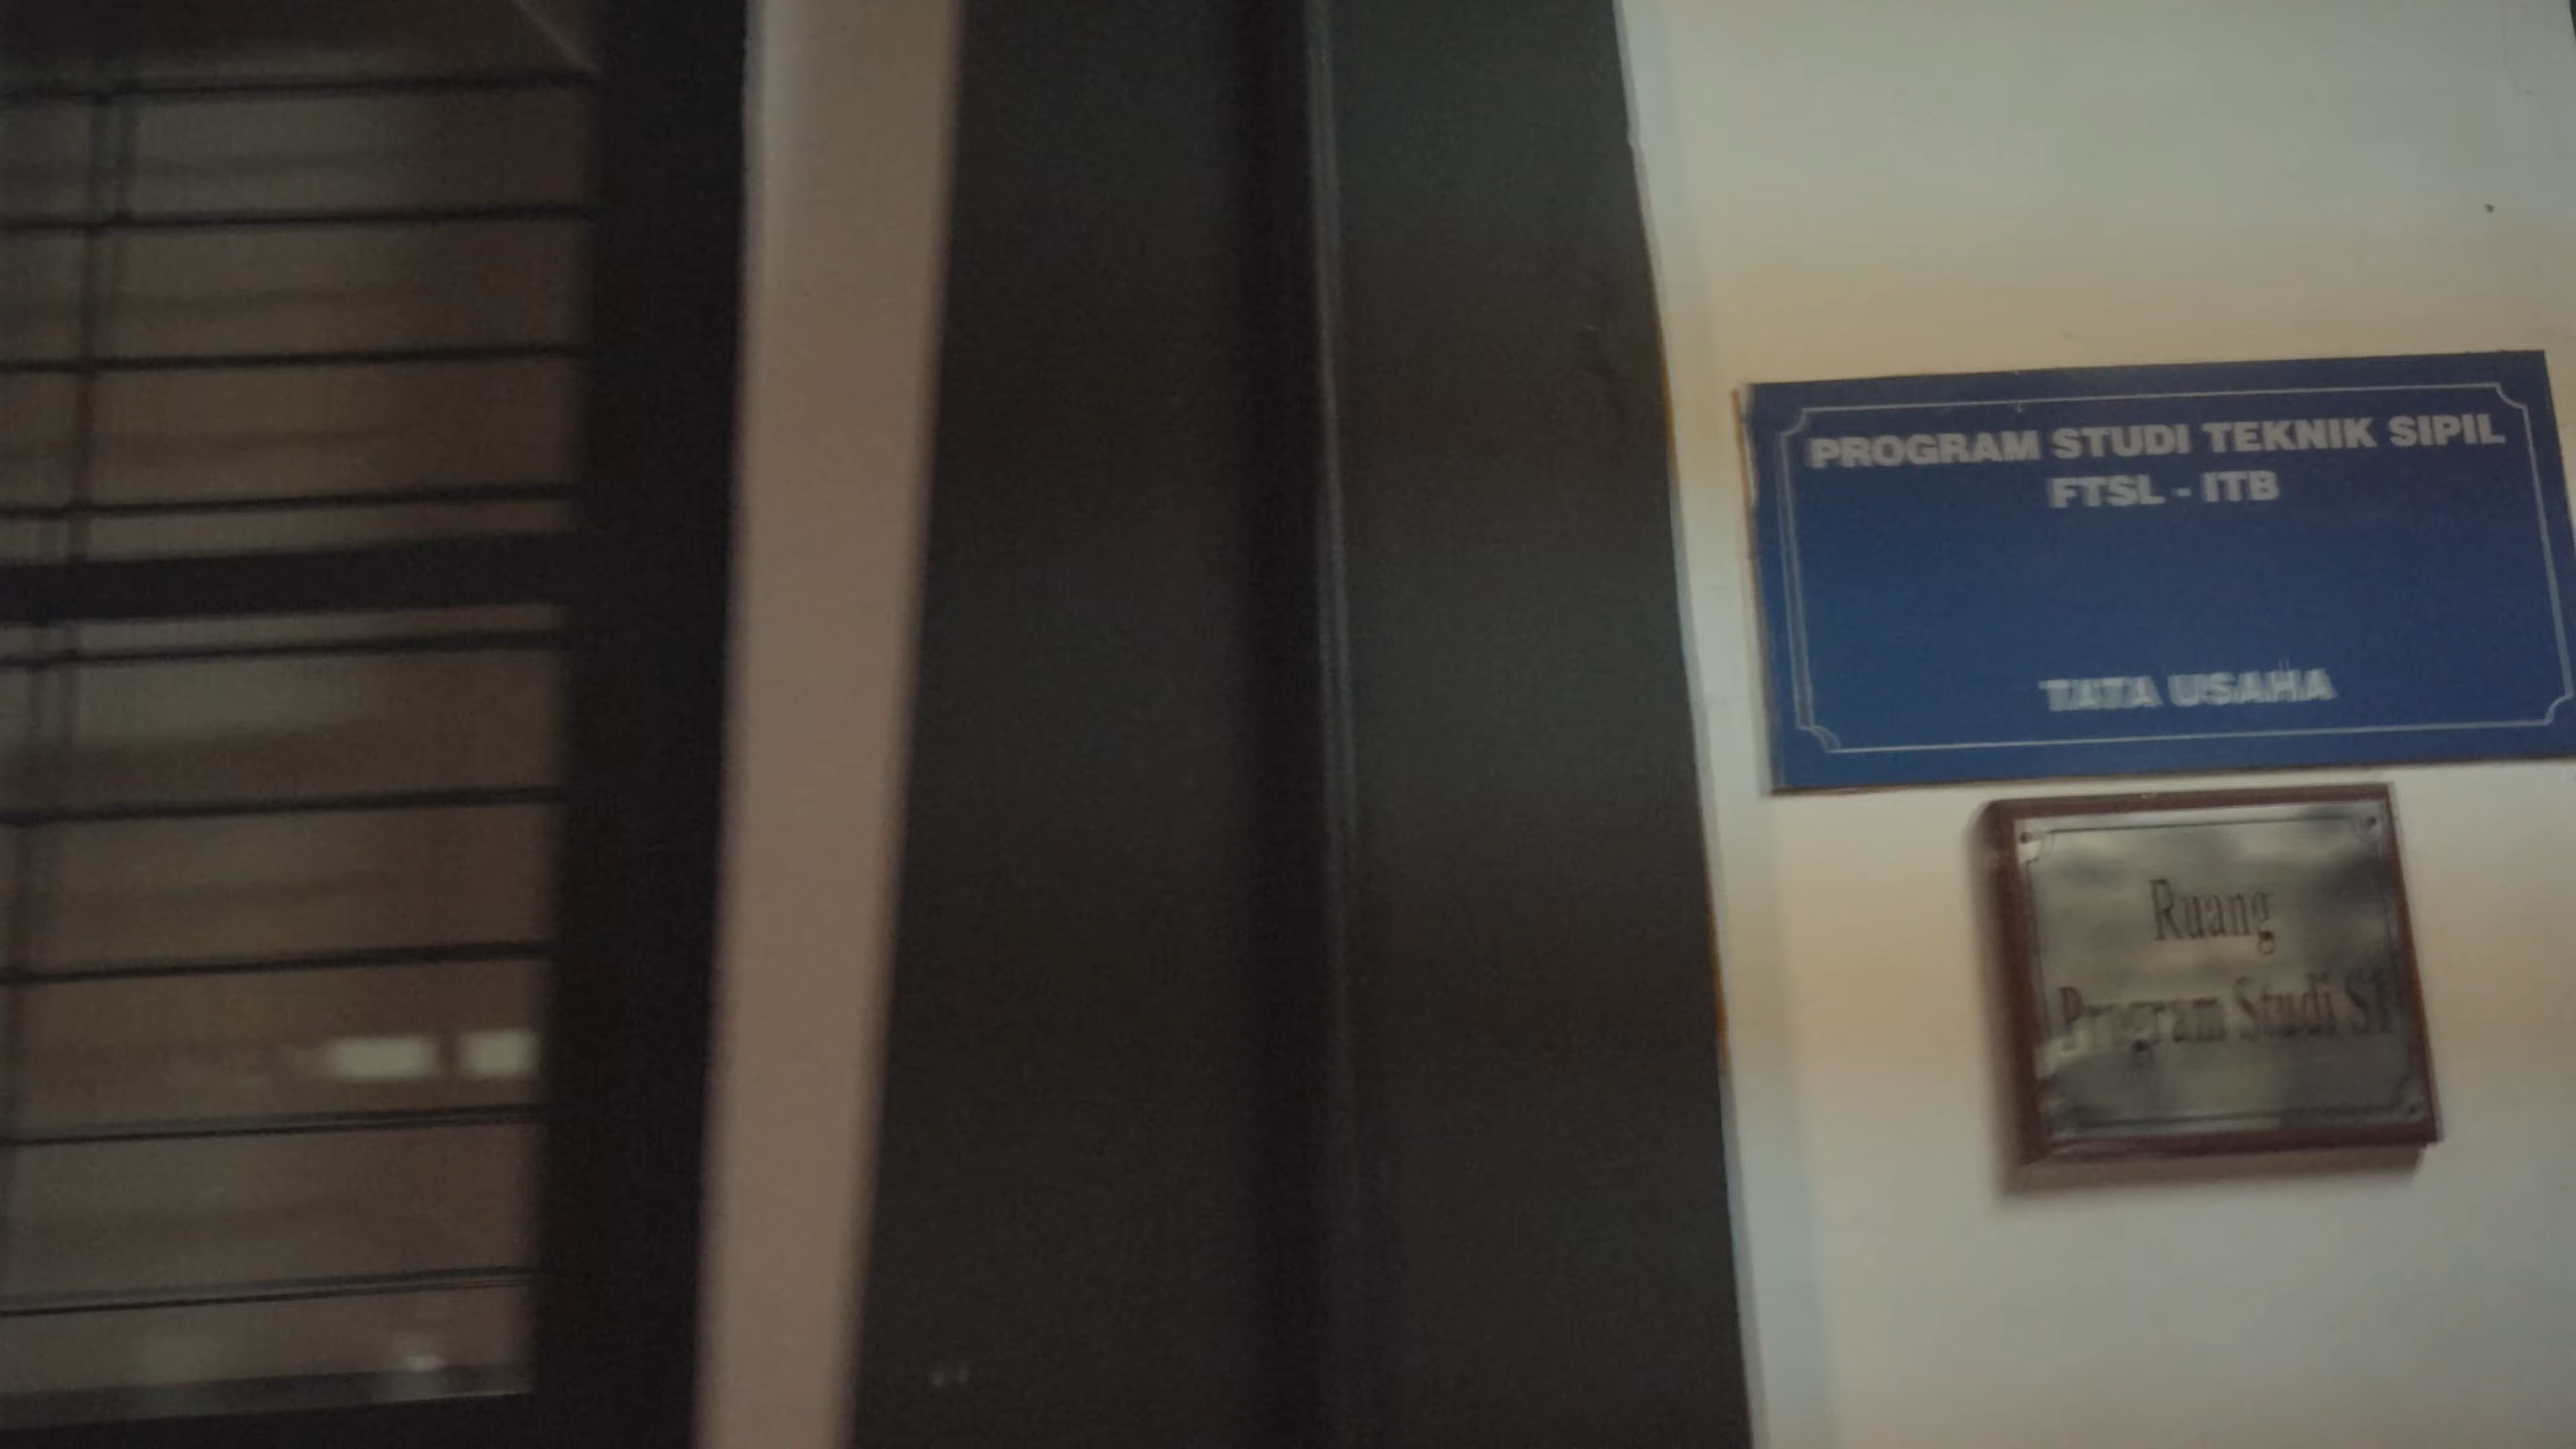 PROGRAM STUDI TEKNIK SIPIL
FTSL - ITB
TATA USAHA
Ruang
Program Studi S1